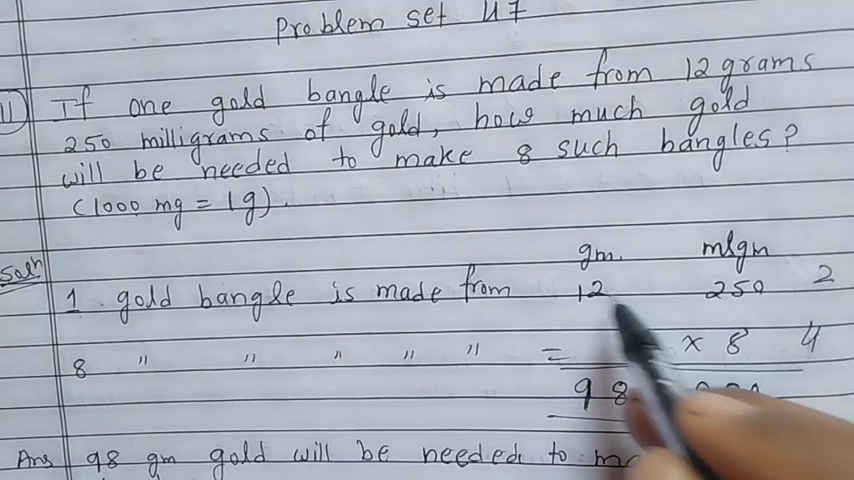 Problem set 47
11 If one gold bangle is made from 12 grams
250 milligrams of gold, how much gold
will be needed to make 8 such bangles?
(1000 mg = 1g).
gm. mlgm
Soln 1 gold bangle is made from 12 250 2
8 " " " " " = x 8 4
98
Ans 98 gm gold will be needed to